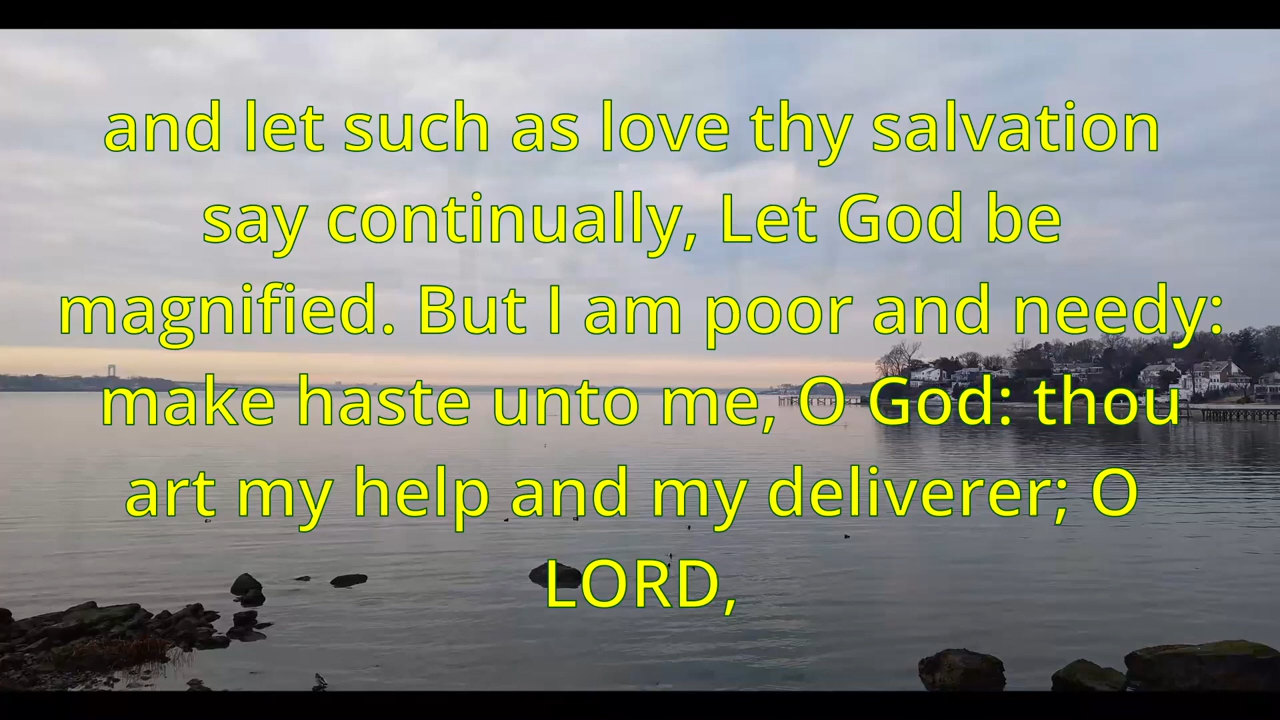 and let such as love thy salvation
say continually, Let God be
magnified. But I am poor and needy:
make haste unto me, O God: thou
art my help and my deliverer; O
LORD,